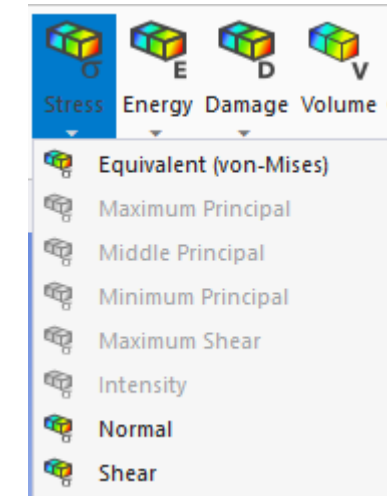 σ E D V
Stress Energy Damage Volume
Equivalent (von-Mises)
Maximum Principal
Middle Principal
Minimum Principal
Maximum Shear
Intensity
Normal
Shear